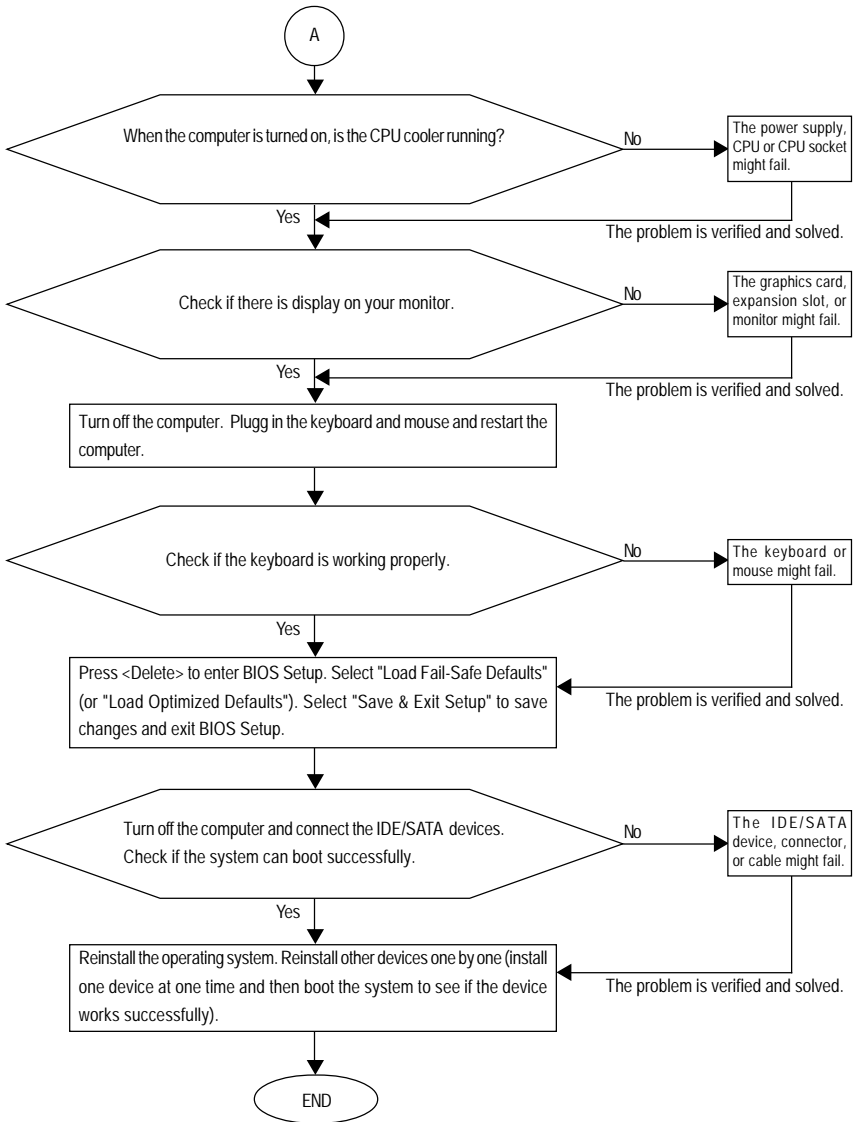 A
When the computer is turned on, is the CPU cooler running?
No
The power supply,
CPU or CPU socket
might fail.
Yes
The problem is verified and solved.
Check if there is display on your monitor.
No
The graphics card,
expansion slot, or
monitor might fail.
Yes
The problem is verified and solved.
Turn off the computer. Plugg in the keyboard and mouse and restart the
computer.
Check if the keyboard is working properly.
No
The keyboard or
mouse might fail.
Yes
Press <Delete> to enter BIOS Setup. Select "Load Fail-Safe Defaults"
(or "Load Optimized Defaults"). Select "Save & Exit Setup" to save
changes and exit BIOS Setup.
The problem is verified and solved.
Turn off the computer and connect the IDE/SATA devices.
Check if the system can boot successfully.
No
The IDE/SATA
device, connector,
or cable might fail.
Yes
Reinstall the operating system. Reinstall other devices one by one (install
one device at one time and then boot the system to see if the device
works successfully).
The problem is verified and solved.
END